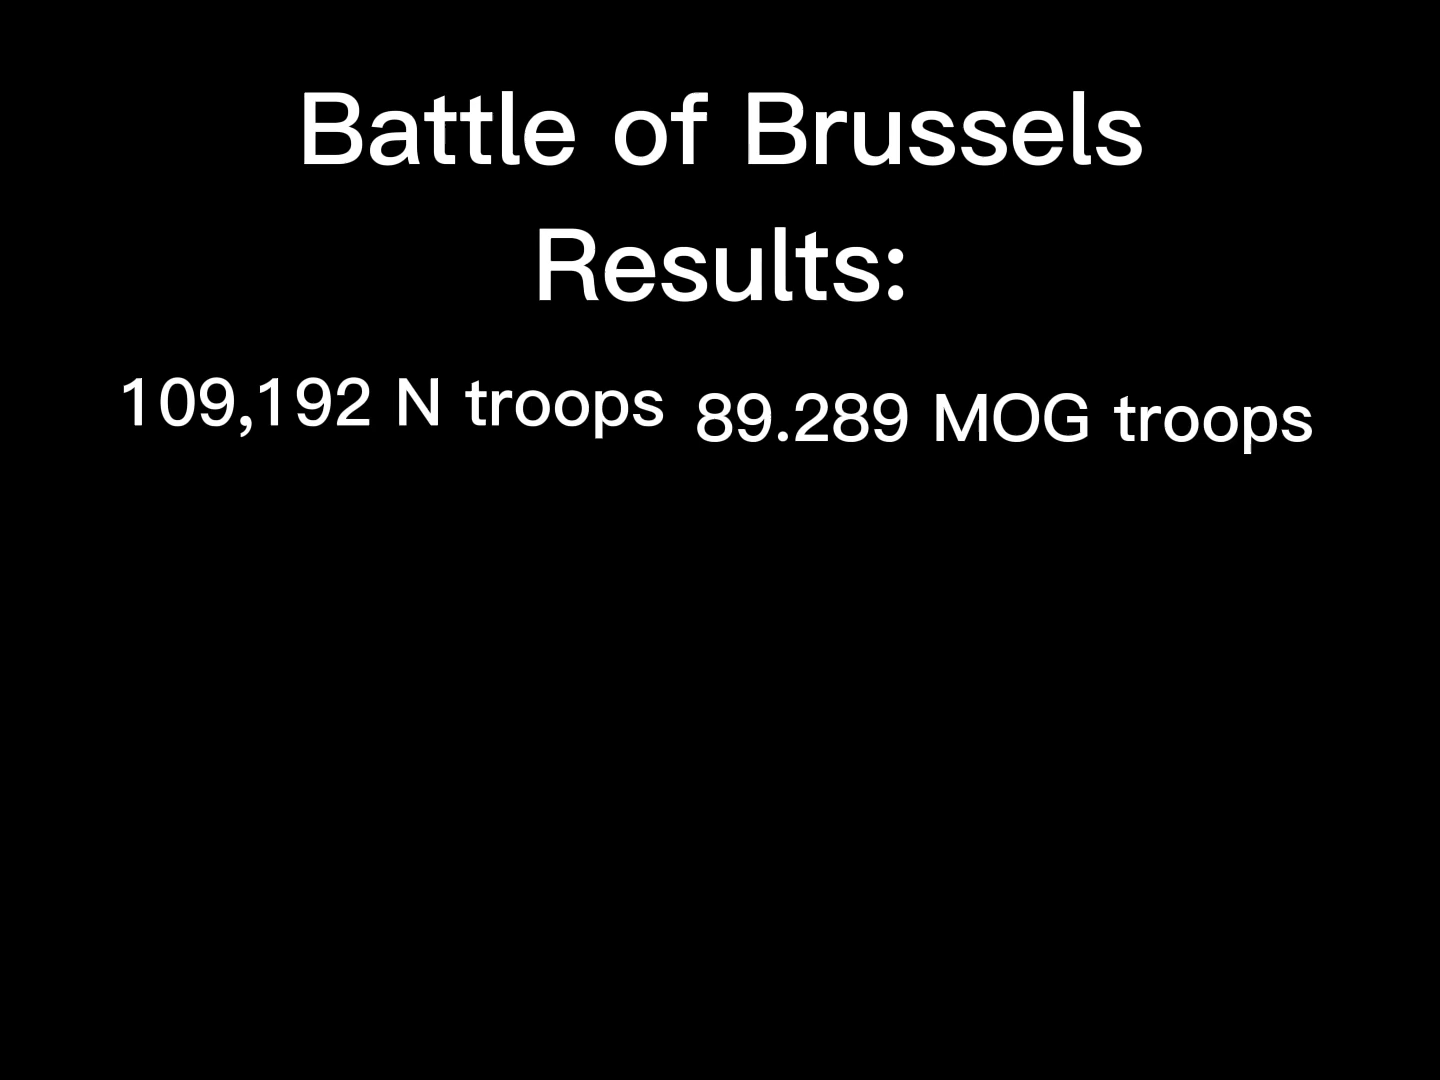 Battle of Brussels
Results:
109,192 N troops
89.289 MOG troops